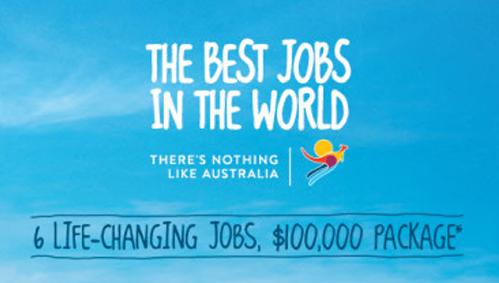 THE BEST JOBS
IN THE WORLD
THERE'S NOTHING
LIKE AUSTRALIA
6 LIFE-CHANGING JOBS, $100,000 PACKAGE*